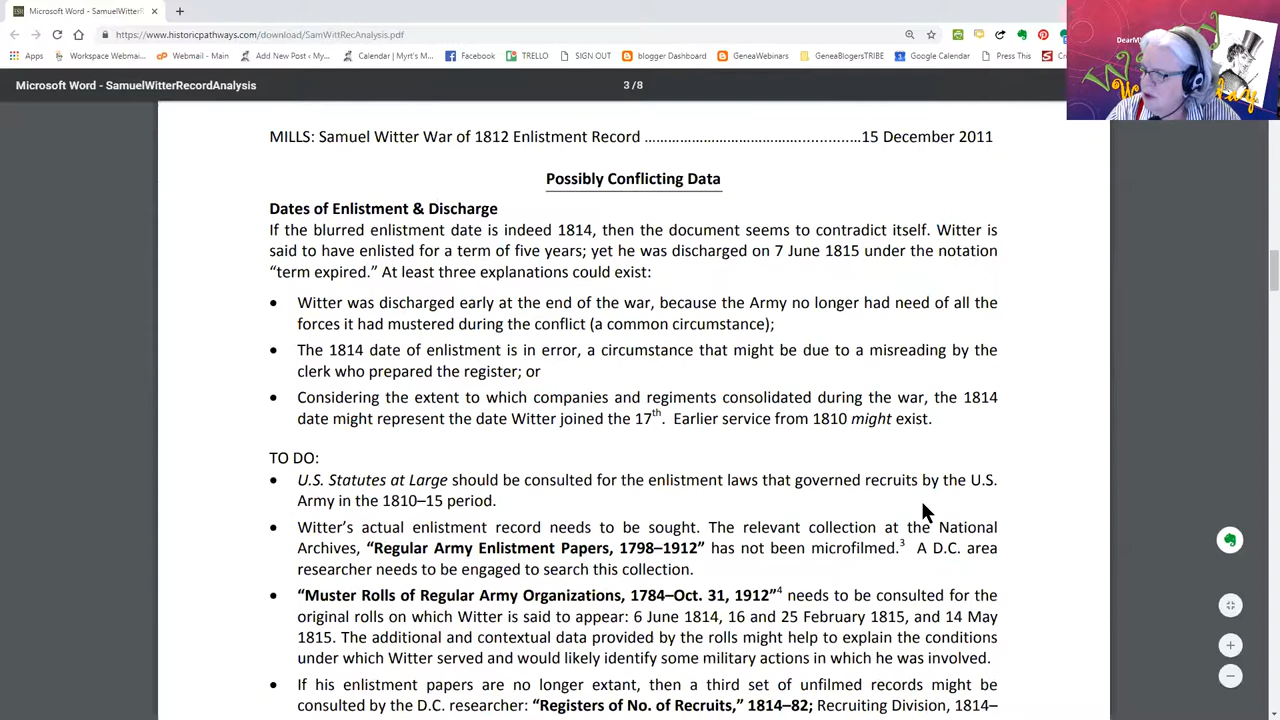 Microsoft Word - SamuelWitterR
https://www.historicpathways.com/download/SamWittRecAnalysis.pdf
Apps Workspace Webmail Webmail - Main Add New Post ‹ My... Calendar | Myrt's... Facebook TRELLO SIGN OUT blogger Dashboard GeneaWebinars GeneaBlogersTRIBE Google Calendar Press This
DearMY
Microsoft Word - SamuelWitterRecordAnalysis 3 / 8
MILLS: Samuel Witter War of 1812 Enlistment Record ……………………………………............…15 December 2011
Possibly Conflicting Data
Dates of Enlistment & Discharge
If the blurred enlistment date is indeed 1814, then the document seems to contradict itself. Witter is
said to have enlisted for a term of five years; yet he was discharged on 7 June 1815 under the notation
“term expired.” At least three explanations could exist:
• Witter was discharged early at the end of the war, because the Army no longer had need of all the
forces it had mustered during the conflict (a common circumstance);
• The 1814 date of enlistment is in error, a circumstance that might be due to a misreading by the
clerk who prepared the register; or
• Considering the extent to which companies and regiments consolidated during the war, the 1814
date might represent the date Witter joined the 17th. Earlier service from 1810 might exist.
TO DO:
• U.S. Statutes at Large should be consulted for the enlistment laws that governed recruits by the U.S.
Army in the 1810–15 period.
• Witter’s actual enlistment record needs to be sought. The relevant collection at the National
Archives, “Regular Army Enlistment Papers, 1798–1912” has not been microfilmed.3 A D.C. area
researcher needs to be engaged to search this collection.
• “Muster Rolls of Regular Army Organizations, 1784–Oct. 31, 1912”4 needs to be consulted for the
original rolls on which Witter is said to appear: 6 June 1814, 16 and 25 February 1815, and 14 May
1815. The additional and contextual data provided by the rolls might help to explain the conditions
under which Witter served and would likely identify some military actions in which he was involved.
• If his enlistment papers are no longer extant, then a third set of unfilmed records might be
consulted by the D.C. researcher: “Registers of No. of Recruits,” 1814–82; Recruiting Division, 1814–